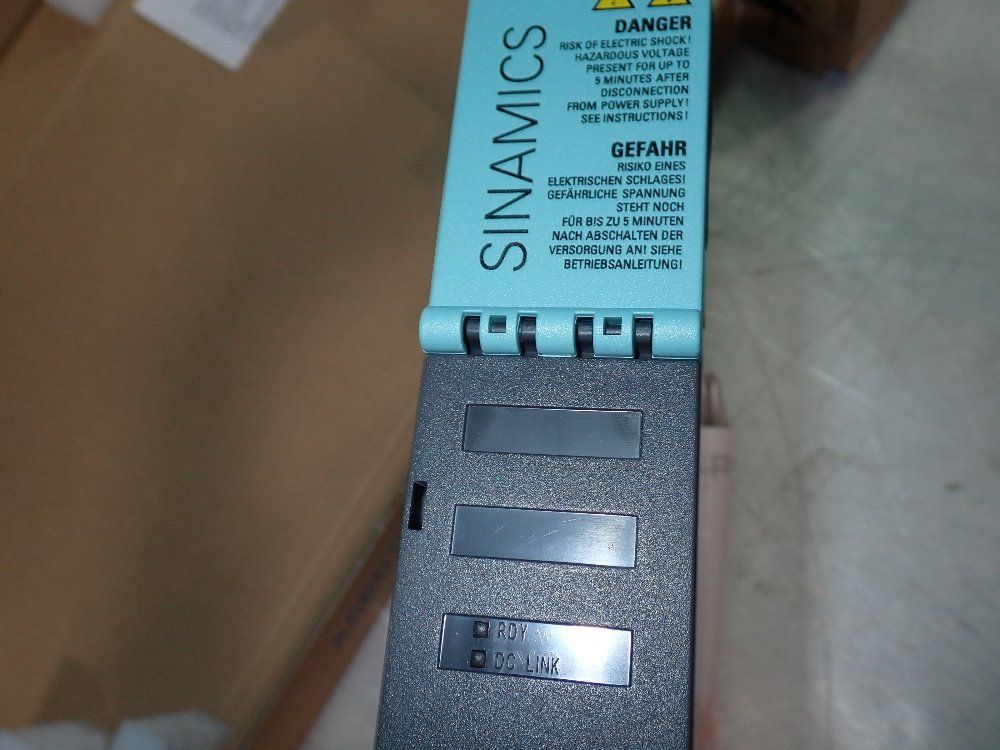 SINAMICS
DANGER
RISK OF ELECTRIC SHOCK!
HAZARDOUS VOLTAGE
PRESENT FOR UP TO
5 MINUTES AFTER
DISCONNECTION
FROM POWER SUPPLY!
SEE INSTRUCTIONS!
GEFAHR
RISIKO EINES
ELEKTRISCHEN SCHLAGES!
GEFÄHRLICHE SPANNUNG
STEHT NOCH
FÜR BIS ZU 5 MINUTEN
NACH ABSCHALTEN DER
VERSORGUNG AN! SIEHE
BETRIEBSANLEITUNG!
RDY
DC LINK